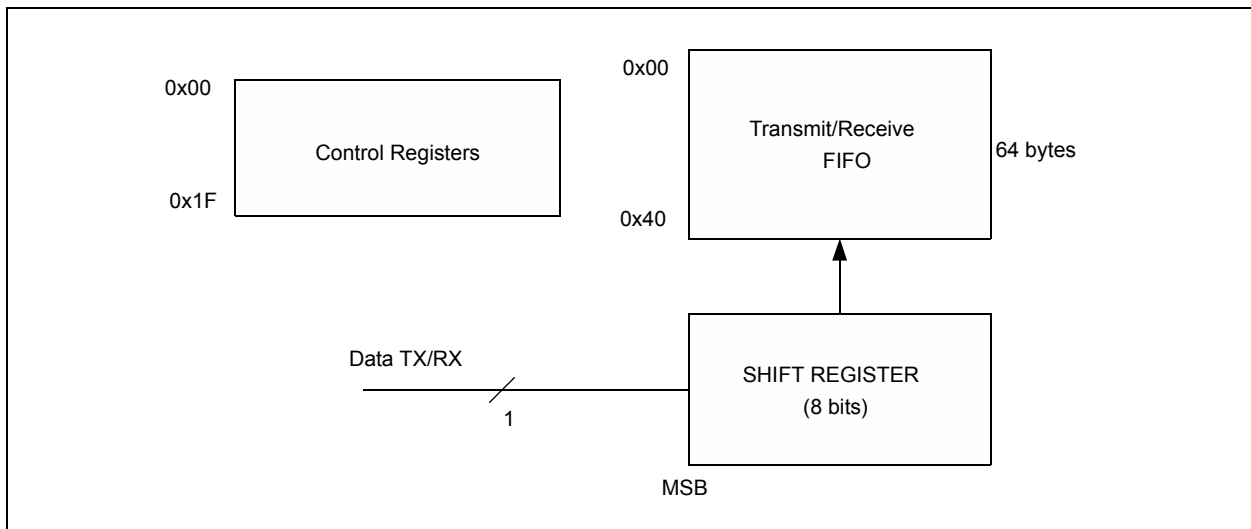 0x00
Control Registers
0x1F
0x00
Transmit/Receive
FIFO
64 bytes
0x40
Data TX/RX
1
SHIFT REGISTER
(8 bits)
MSB